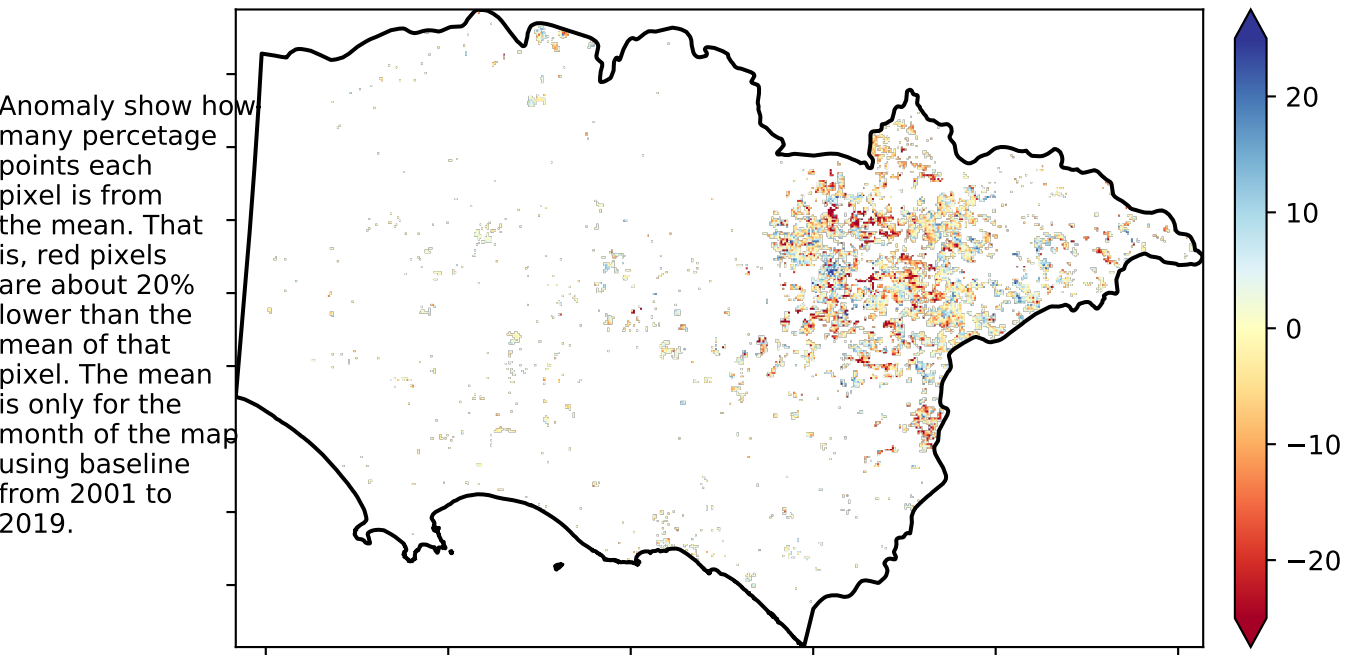 Anomaly show how
many percetage
points each
pixel is from
the mean. That
is, red pixels
are about 20%
lower than the
mean of that
pixel. The mean
is only for the
month of the map
using baseline
from 2001 to
2019.
20
10
0
−10
−20